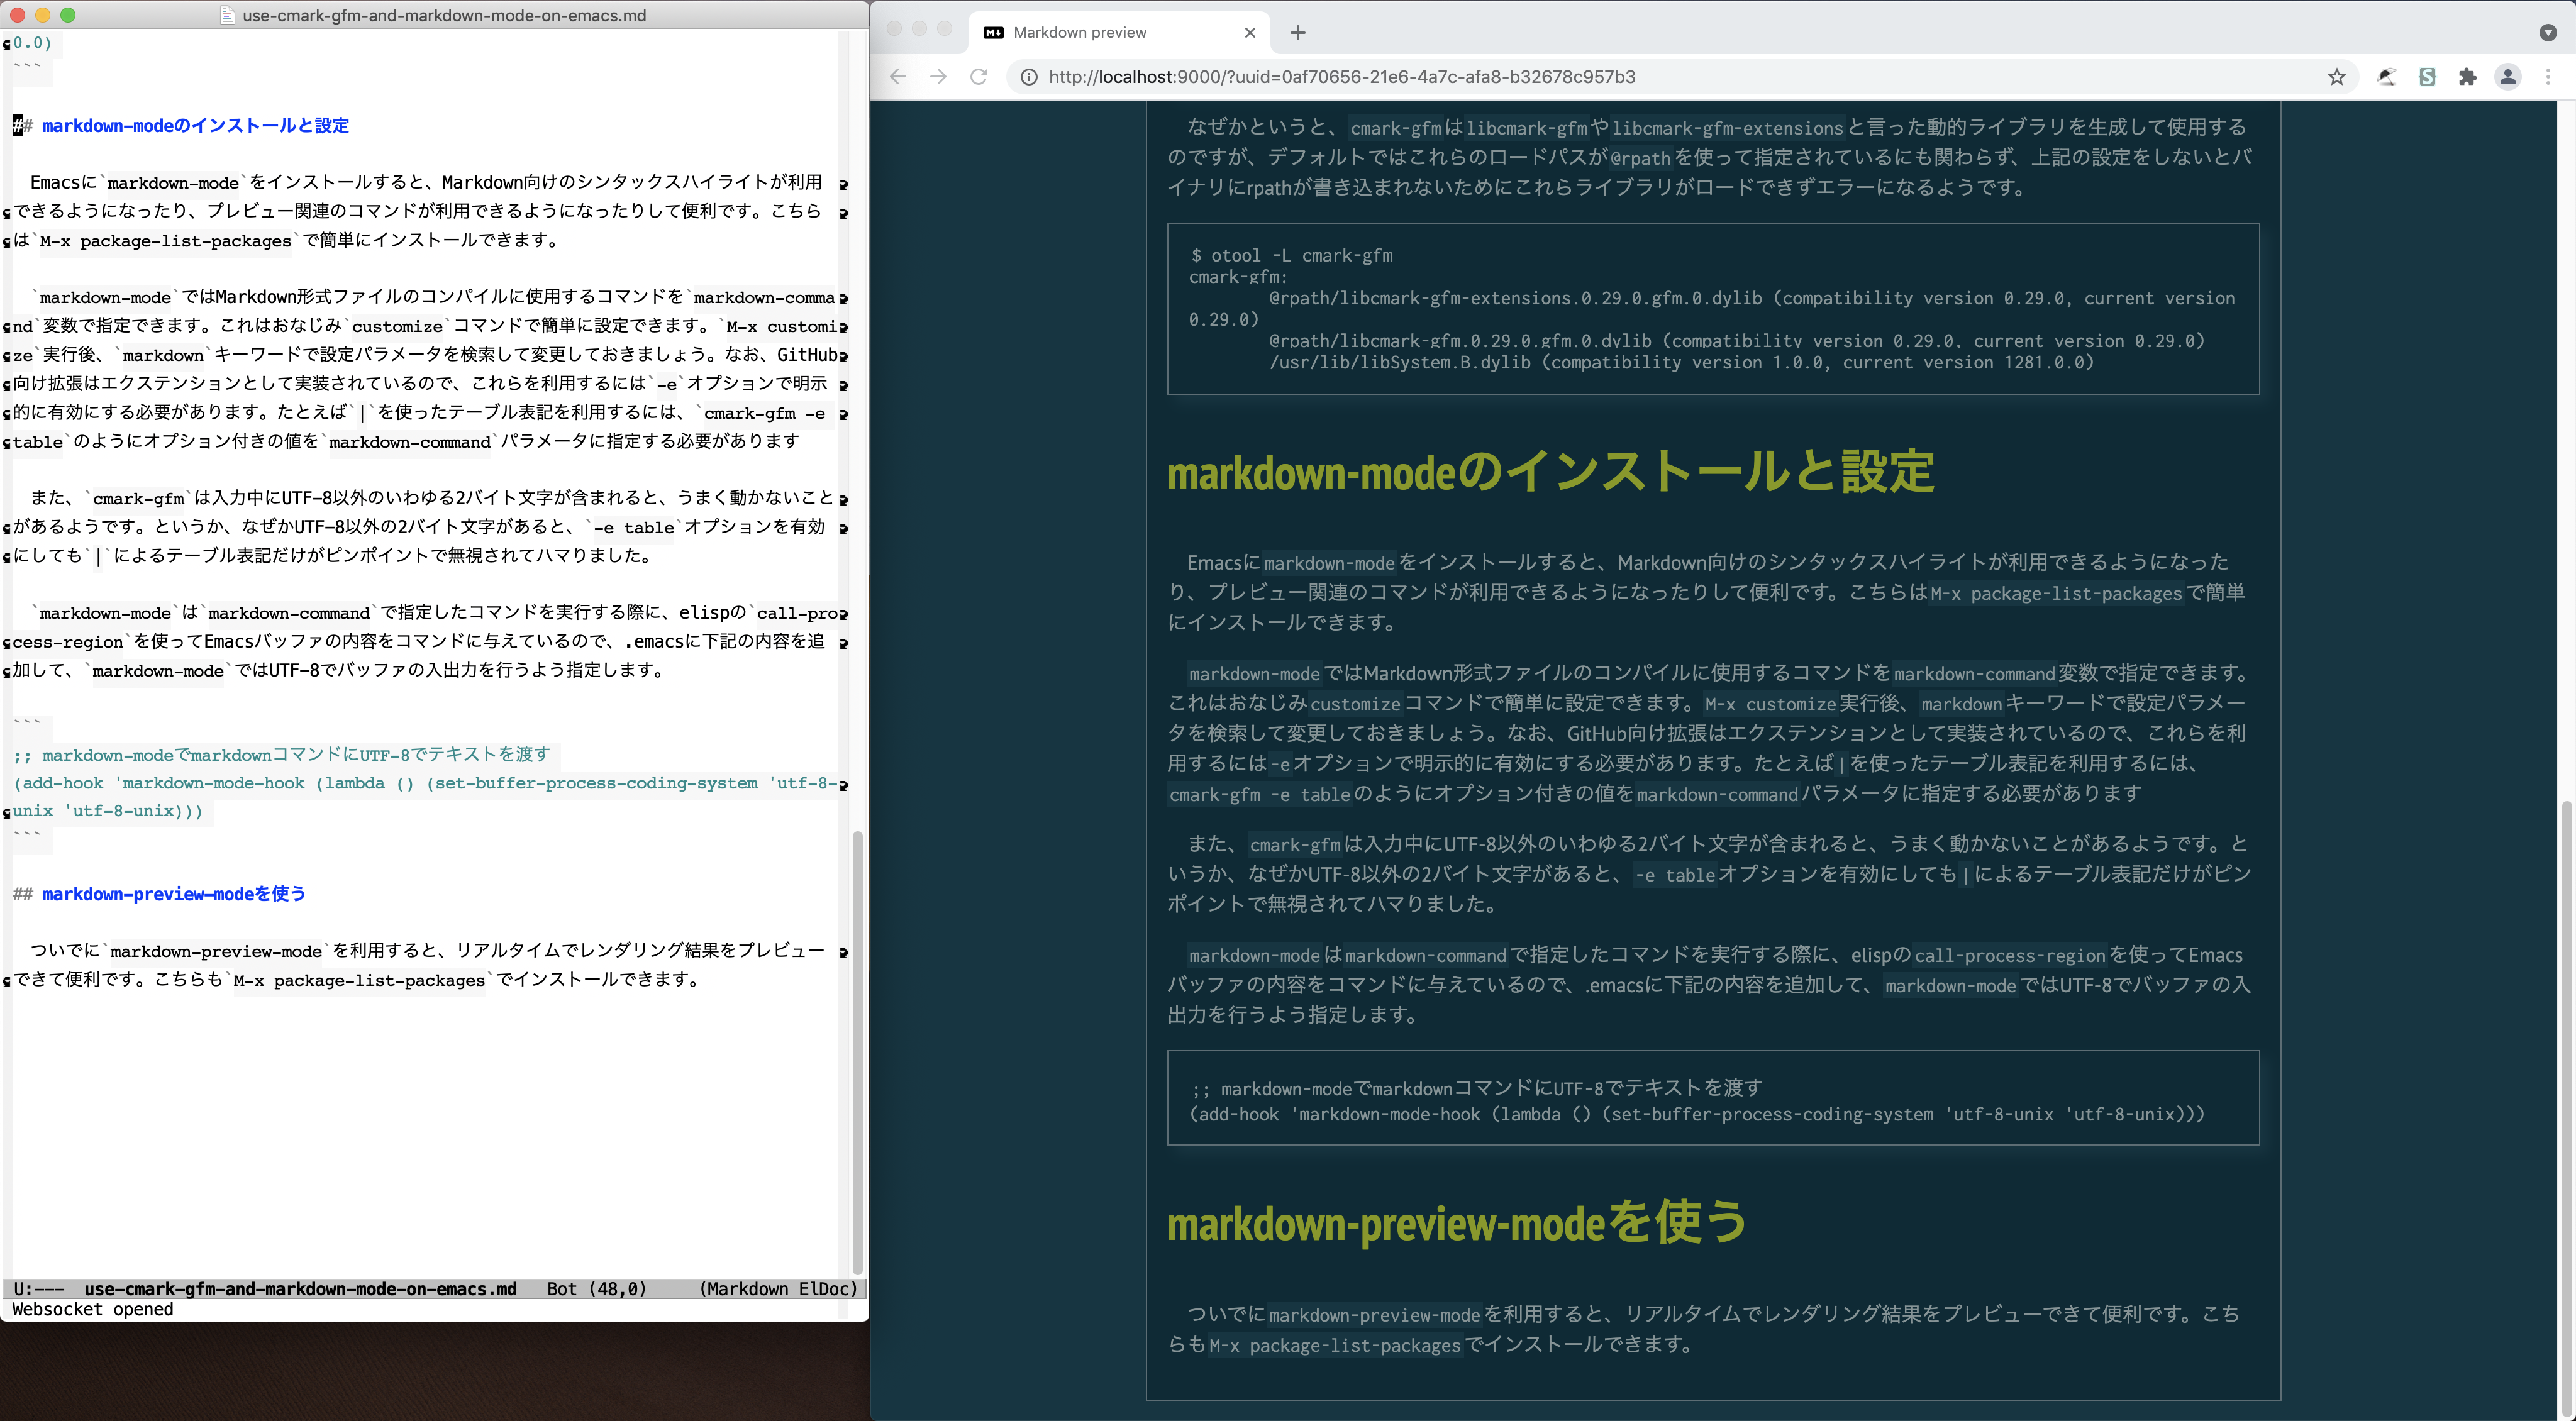 use-cmark-gfm-and-markdown-mode-on-emacs.md
0.0)
```
## markdown-modeのインストールと設定
Emacsに`markdown-mode`をインストールすると、Markdown向けのシンタックスハイライトが利用
できるようになったり、プレビュー関連のコマンドが利用できるようになったりして便利です。こちら
は`M-x package-list-packages`で簡単にインストールできます。
`markdown-mode`ではMarkdown形式ファイルのコンパイルに使用するコマンドを`markdown-comma
nd`変数で指定できます。これはおなじみ`customize`コマンドで簡単に設定できます。`M-x customi
ze`実行後、`markdown`キーワードで設定パラメータを検索して変更しておきましょう。なお、GitHub
向け拡張はエクステンションとして実装されているので、これらを利用するには`-e`オプションで明示
的に有効にする必要があります。たとえば`|`を使ったテーブル表記を利用するには、`cmark-gfm -e
table`のようにオプション付きの値を`markdown-command`パラメータに指定する必要があります
また、`cmark-gfm`は入力中にUTF-8以外のいわゆる2バイト文字が含まれると、うまく動かないこと
があるようです。というか、なぜかUTF-8以外の2バイト文字があると、`-e table`オプションを有効
にしても`|`によるテーブル表記だけがピンポイントで無視されてハマりました。
`markdown-mode`は`markdown-command`で指定したコマンドを実行する際に、elispの`call-pro
cess-region`を使ってEmacsバッファの内容をコマンドに与えているので、.emacsに下記の内容を追
加して、`markdown-mode`ではUTF-8でバッファの入出力を行うよう指定します。
```
;; markdown-modeでmarkdownコマンドにUTF-8でテキストを渡す
(add-hook 'markdown-mode-hook (lambda () (set-buffer-process-coding-system 'utf-8-
unix 'utf-8-unix)))
```
## markdown-preview-modeを使う
ついでに`markdown-preview-mode`を利用すると、リアルタイムでレンダリング結果をプレビュー
できて便利です。こちらも`M-x package-list-packages`でインストールできます。
U:--- use-cmark-gfm-and-markdown-mode-on-emacs.md Bot (48,0) (Markdown ElDoc)
Websocket opened
Markdown preview
http://localhost:9000/?uuid=0af70656-21e6-4a7c-afa8-b32678c957b3
なぜかというと、cmark-gfmはlibcmark-gfmやlibcmark-gfm-extensionsと言った動的ライブラリを生成して使用する
のですが、デフォルトではこれらのロードパスが@rpathを使って指定されているにも関わらず、上記の設定をしないとバ
イナリにrpathが書き込まれないためにこれらライブラリがロードできずエラーになるようです。
$ otool -L cmark-gfm
cmark-gfm:
@rpath/libcmark-gfm-extensions.0.29.0.gfm.0.dylib (compatibility version 0.29.0, current version
0.29.0)
@rpath/libcmark-gfm.0.29.0.gfm.0.dylib (compatibility version 0.29.0, current version 0.29.0)
/usr/lib/libSystem.B.dylib (compatibility version 1.0.0, current version 1281.0.0)
markdown-modeのインストールと設定
Emacsにmarkdown-modeをインストールすると、Markdown向けのシンタックスハイライトが利用できるようになった
り、プレビュー関連のコマンドが利用できるようになったりして便利です。こちらはM-x package-list-packagesで簡単
にインストールできます。
markdown-modeではMarkdown形式ファイルのコンパイルに使用するコマンドをmarkdown-command変数で指定できます。
これはおなじみcustomizeコマンドで簡単に設定できます。M-x customize実行後、markdownキーワードで設定パラメー
タを検索して変更しておきましょう。なお、GitHub向け拡張はエクステンションとして実装されているので、これらを利
用するには-eオプションで明示的に有効にする必要があります。たとえば|を使ったテーブル表記を利用するには、
cmark-gfm -e tableのようにオプション付きの値をmarkdown-commandパラメータに指定する必要があります
また、cmark-gfmは入力中にUTF-8以外のいわゆる2バイト文字が含まれると、うまく動かないことがあるようです。と
いうか、なぜかUTF-8以外の2バイト文字があると、-e tableオプションを有効にしても|によるテーブル表記だけがピン
ポイントで無視されてハマりました。
markdown-modeはmarkdown-commandで指定したコマンドを実行する際に、elispのcall-process-regionを使ってEmacs
バッファの内容をコマンドに与えているので、.emacsに下記の内容を追加して、markdown-modeではUTF-8でバッファの入
出力を行うよう指定します。
;; markdown-modeでmarkdownコマンドにUTF-8でテキストを渡す
(add-hook 'markdown-mode-hook (lambda () (set-buffer-process-coding-system 'utf-8-unix 'utf-8-unix)))
markdown-preview-modeを使う
ついでにmarkdown-preview-modeを利用すると、リアルタイムでレンダリング結果をプレビューできて便利です。こち
らもM-x package-list-packagesでインストールできます。